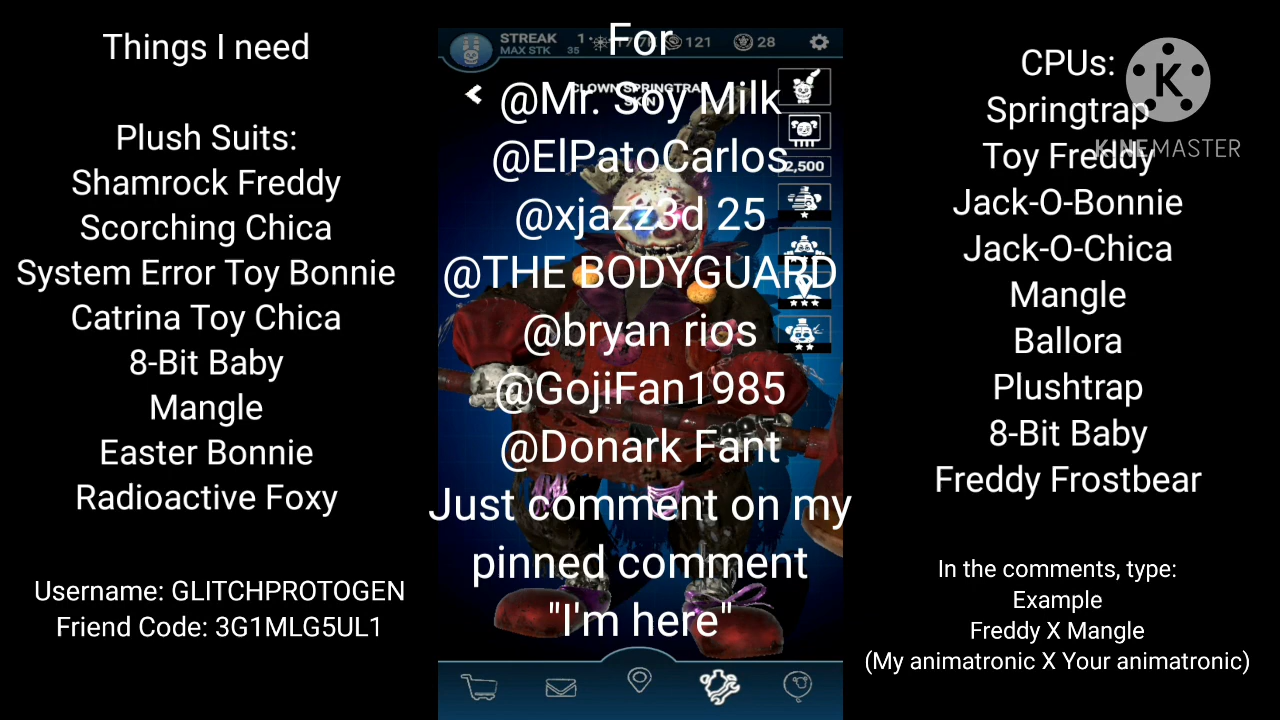 Things I need
Plush Suits:
Shamrock Freddy
Scorching Chica
System Error Toy Bonnie
Catrina Toy Chica
8-Bit Baby
Mangle
Easter Bonnie
Radioactive Foxy
Username: GLITCHPROTOGEN
Friend Code: 3G1MLG5UL1
STREAK
MAX STK 35
121
28
CLOWN SPRINGTRAP
SKIN
2,500
For
@Mr. Soy Milk
@ElPatoCarlos
@xjazz3d 25
@THE BODYGUARD
@bryan rios
@GojiFan1985
@Donark Fant
Just comment on my
pinned comment
"I'm here"
CPUs:
Springtrap
Toy Freddy
Jack-O-Bonnie
Jack-O-Chica
Mangle
Ballora
Plushtrap
8-Bit Baby
Freddy Frostbear
In the comments, type:
Example
Freddy X Mangle
(My animatronic X Your animatronic)
K
KINEMASTER